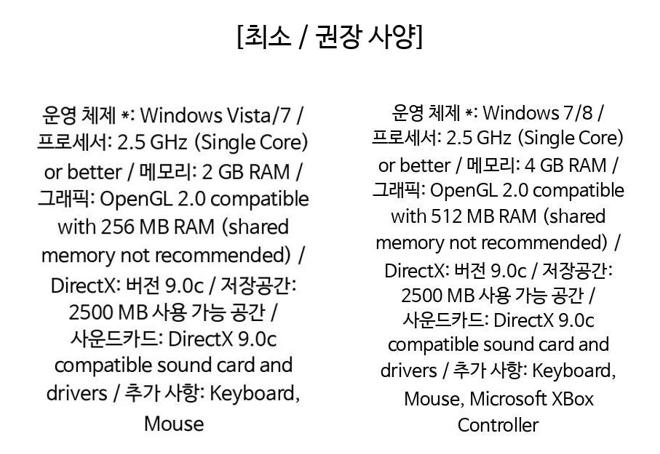 [최소 / 권장 사양]
운영 체제 *: Windows Vista/7 /
프로세서: 2.5 GHz (Single Core)
or better / 메모리: 2 GB RAM /
그래픽: OpenGL 2.0 compatible
with 256 MB RAM (shared
memory not recommended) /
DirectX: 버전 9.0c / 저장공간:
2500 MB 사용 가능 공간 /
사운드카드: DirectX 9.0c
compatible sound card and
drivers / 추가 사항: Keyboard,
Mouse
운영 체제 *: Windows 7/8 /
프로세서: 2.5 GHz (Single Core)
or better / 메모리: 4 GB RAM /
그래픽: OpenGL 2.0 compatible
with 512 MB RAM (shared
memory not recommended) /
DirectX: 버전 9.0c / 저장공간:
2500 MB 사용 가능 공간 /
사운드카드: DirectX 9.0c
compatible sound card and
drivers / 추가 사항: Keyboard,
Mouse, Microsoft XBox
Controller